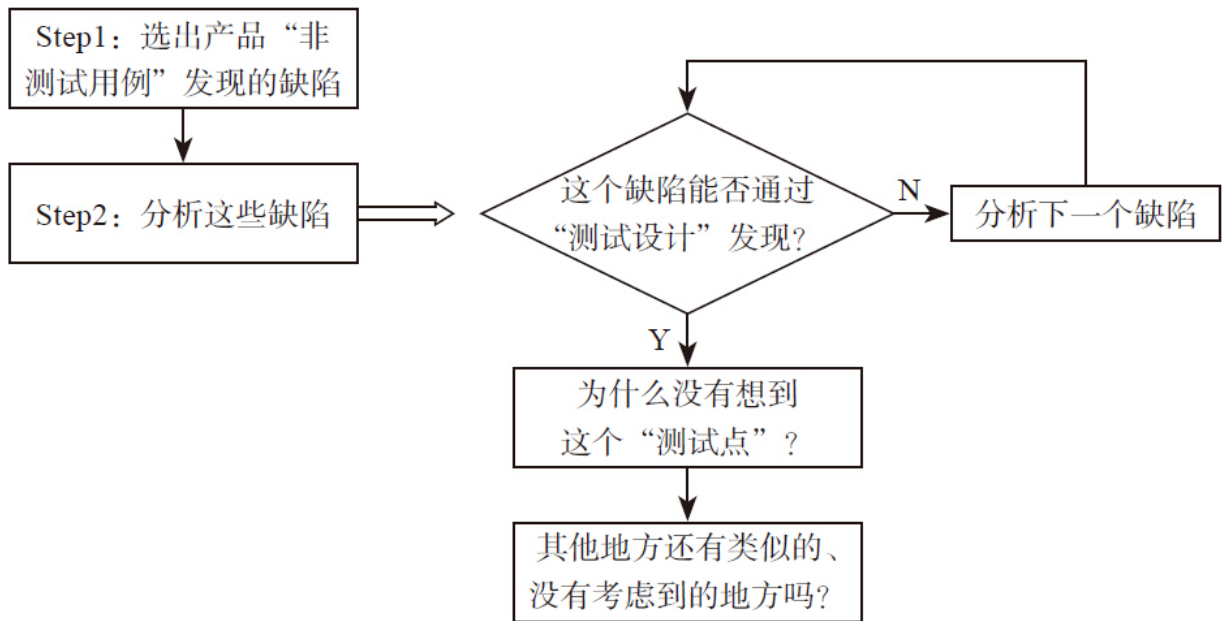 Step1：选出产品“非
测试用例”发现的缺陷
Step2：分析这些缺陷
这个缺陷能否通过
“测试设计”发现？
N
分析下一个缺陷
Y
为什么没有想到
这个“测试点”？
其他地方还有类似的、
没有考虑到的地方吗？